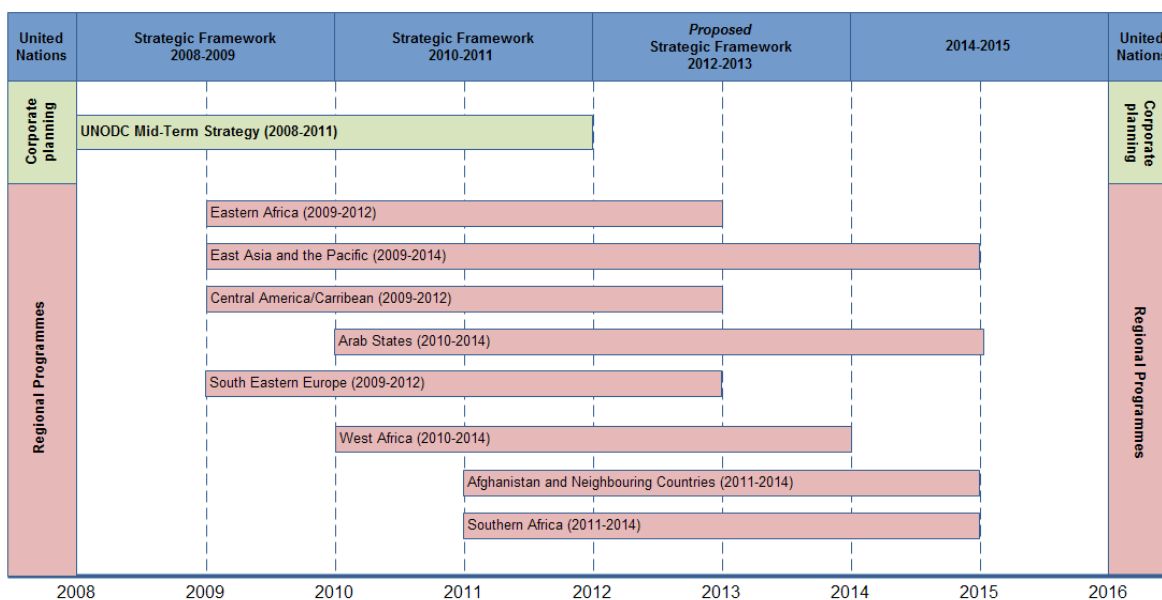 United
Nations
Strategic Framework
2008-2009
Strategic Framework
2010-2011
Proposed
Strategic Framework
2012-2013
2014-2015
United
Nations
Corporate
planning
UNODC Mid-Term Strategy (2008-2011)
Corporate
planning
Regional Programmes
Eastern Africa (2009-2012)
East Asia and the Pacific (2009-2014)
Central America/Carribean (2009-2012)
Arab States (2010-2014)
South Eastern Europe (2009-2012)
West Africa (2010-2014)
Afghanistan and Neighbouring Countries (2011-2014)
Southern Africa (2011-2014)
Regional Programmes
2008 2009 2010 2011 2012 2013 2014 2015 2016